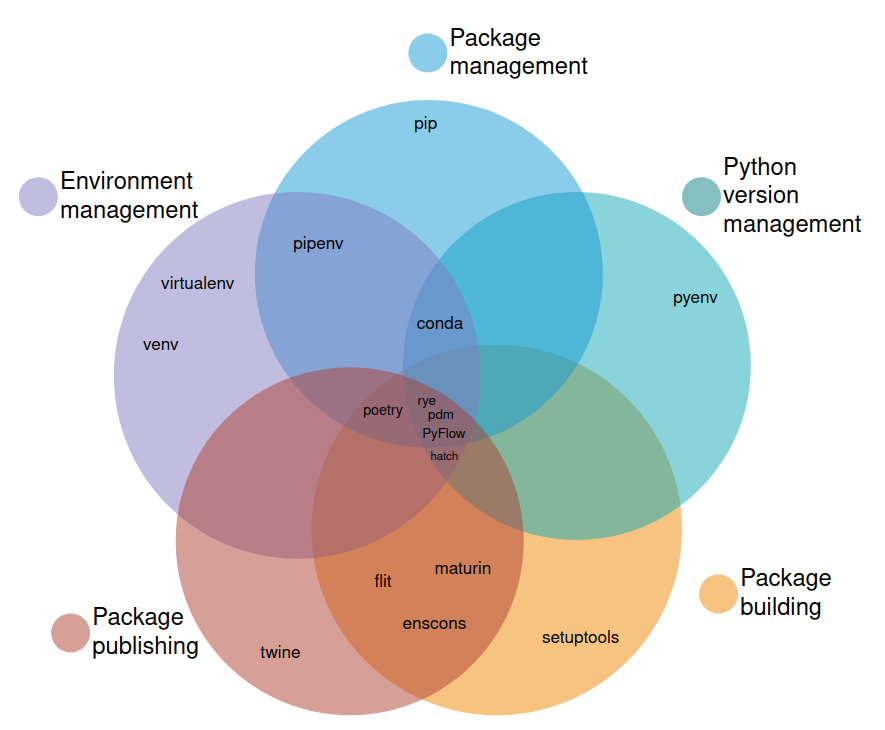 Package
management
pip
Python
version
management
Environment
management
pipenv
virtualenv
pyenv
conda
venv
poetry
rye
pdm
PyFlow
hatch
maturin
flit
enscons
Package
building
Package
publishing
setuptools
twine